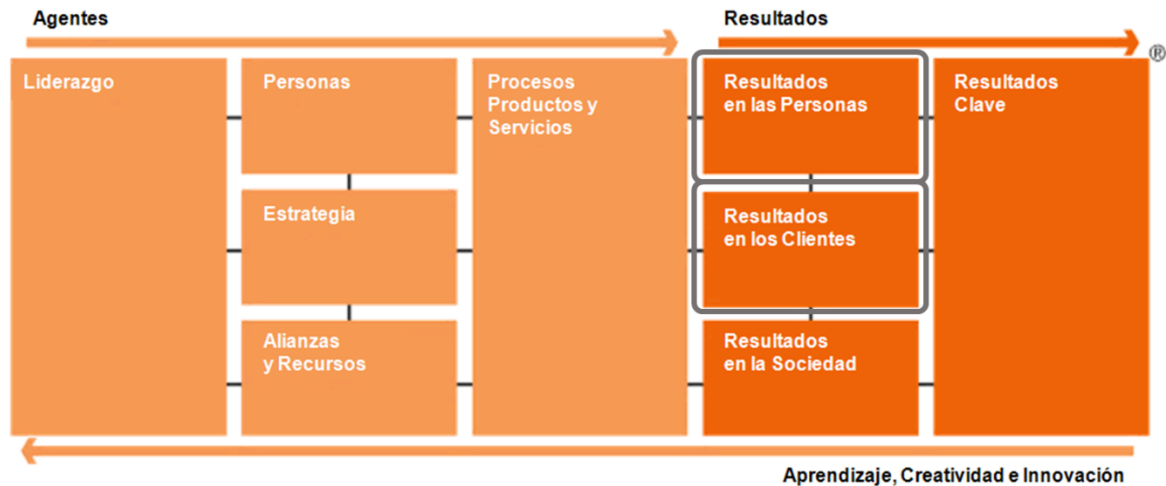 Agentes
Resultados
®
Liderazgo
Personas
Procesos
Productos y
Servicios
Resultados
en las Personas
Resultados
Clave
Estrategia
Resultados
en los Clientes
Alianzas
y Recursos
Resultados
en la Sociedad
Aprendizaje, Creatividad e Innovación